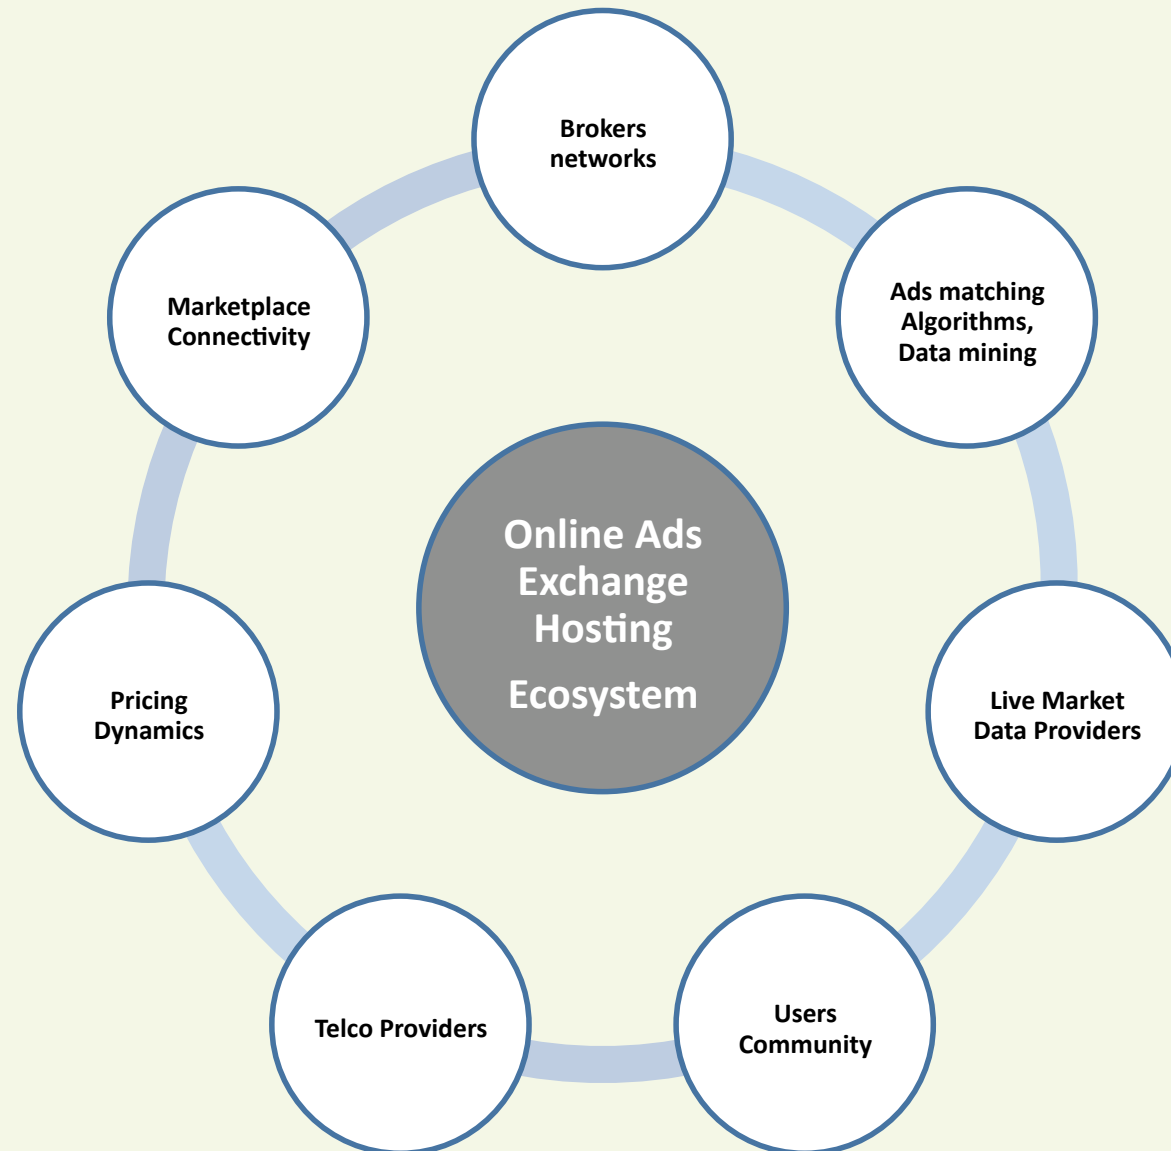 Brokers
networks
Ads matching
Algorithms,
Data mining
Live Market
Data Providers
Users
Community
Telco Providers
Pricing
Dynamics
Marketplace
Connectivity
Online Ads
Exchange
Hosting
Ecosystem